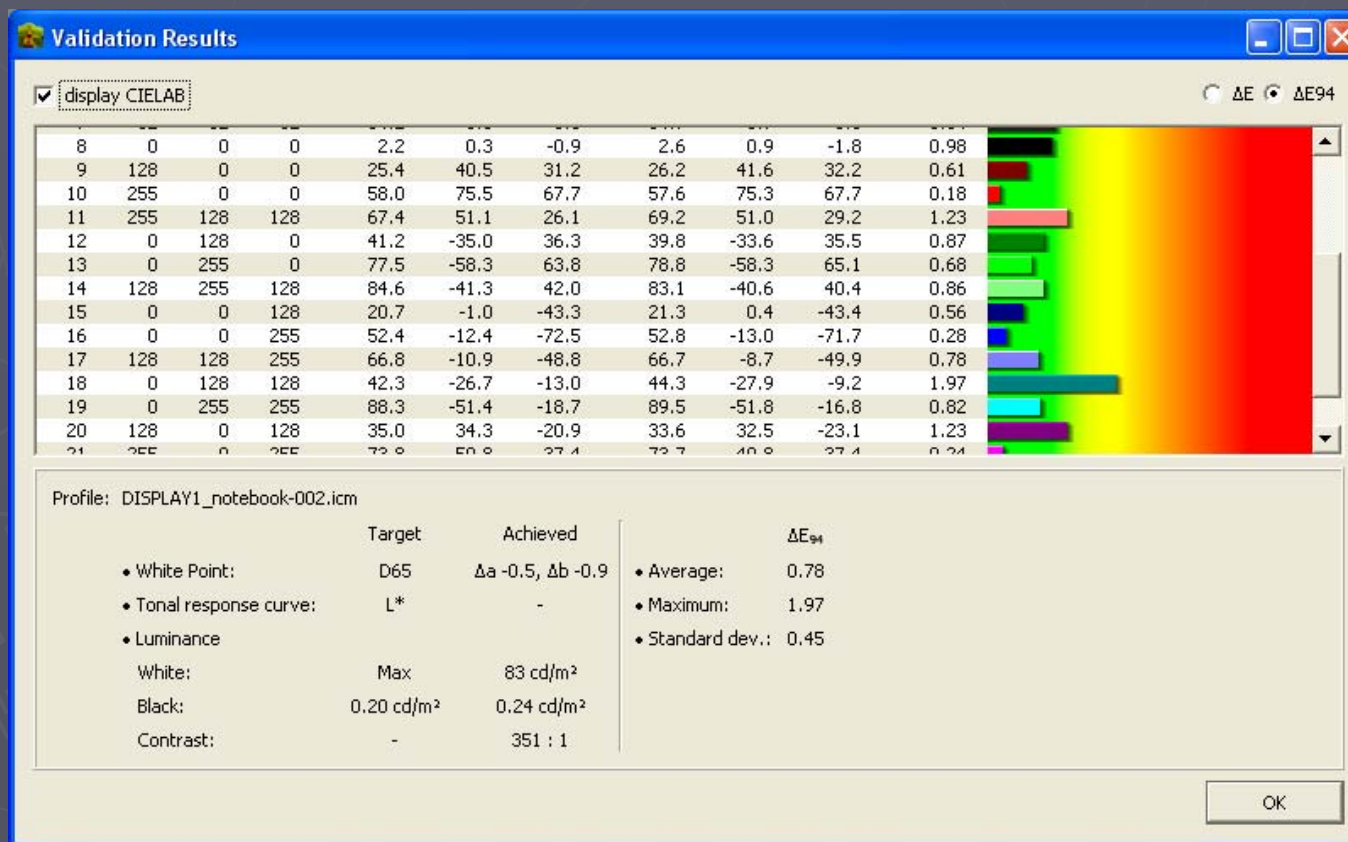 Validation Results
display CIELAB ΔE ΔE94
8 0 0 0 2.2 0.3 -0.9 2.6 0.9 -1.8 0.98
9 128 0 0 25.4 40.5 31.2 26.2 41.6 32.2 0.61
10 255 0 0 58.0 75.5 67.7 57.6 75.3 67.7 0.18
11 255 128 128 67.4 51.1 26.1 69.2 51.0 29.2 1.23
12 0 128 0 41.2 -35.0 36.3 39.8 -33.6 35.5 0.87
13 0 255 0 77.5 -58.3 63.8 78.8 -58.3 65.1 0.68
14 128 255 128 84.6 -41.3 42.0 83.1 -40.6 40.4 0.86
15 0 0 128 20.7 -1.0 -43.3 21.3 0.4 -43.4 0.56
16 0 0 255 52.4 -12.4 -72.5 52.8 -13.0 -71.7 0.28
17 128 128 255 66.8 -10.9 -48.8 66.7 -8.7 -49.9 0.78
18 0 128 128 42.3 -26.7 -13.0 44.3 -27.9 -9.2 1.97
19 0 255 255 88.3 -51.4 -18.7 89.5 -51.8 -16.8 0.82
20 128 0 128 35.0 34.3 -20.9 33.6 32.5 -23.1 1.23
Profile: DISPLAY1_notebook-002.icm
Target Achieved ΔE₉₄
• White Point: D65 Δa -0.5, Δb -0.9 • Average: 0.78
• Tonal response curve: L* - • Maximum: 1.97
• Luminance • Standard dev.: 0.45
White: Max 83 cd/m²
Black: 0.20 cd/m² 0.24 cd/m²
Contrast: - 351 : 1
OK